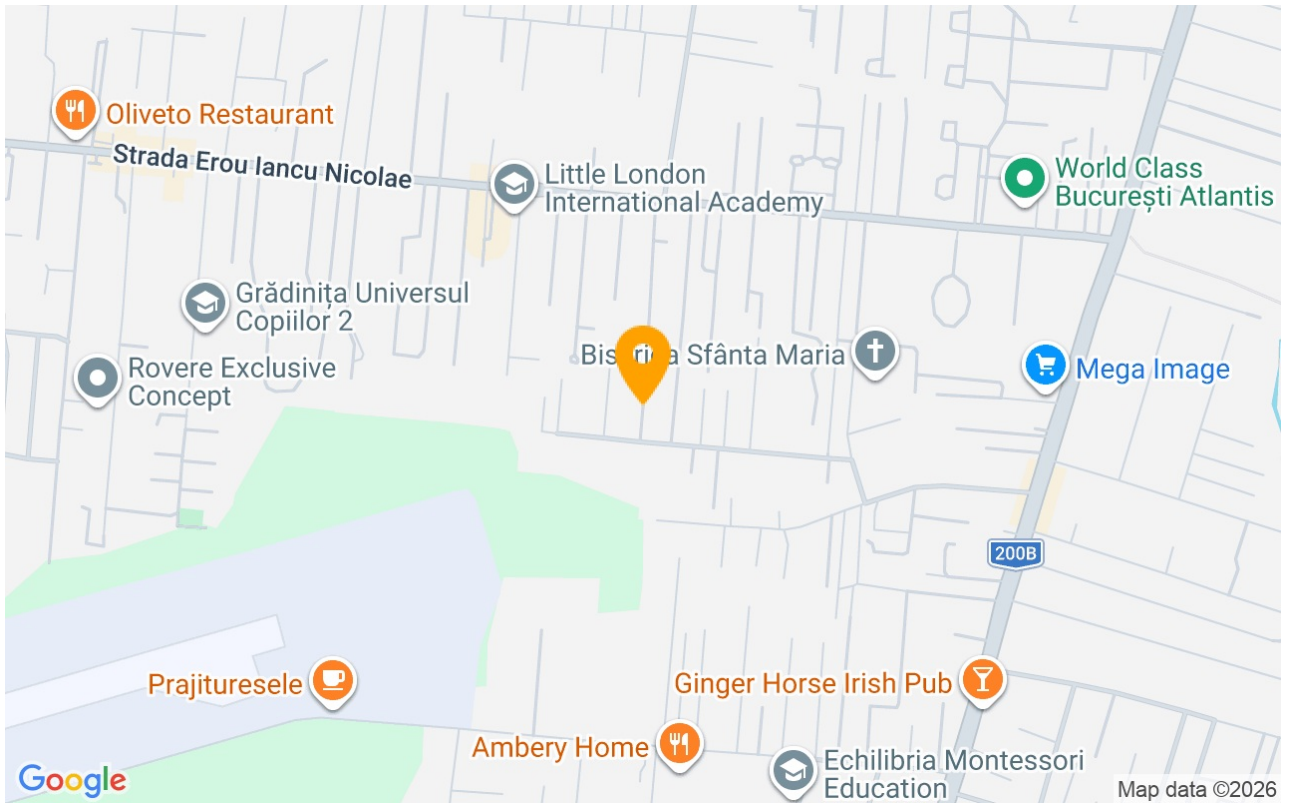 Oliveto Restaurant
Strada Erou Iancu Nicolae
Little London
International Academy
World Class
București Atlantis
Grădinița Universul
Copiilor 2
Rovere Exclusive
Concept
Biserica Sfânta Maria
Mega Image
200B
Prajituresele
Ginger Horse Irish Pub
Ambery Home
Echilibria Montessori
Education
Google
Map data ©2026